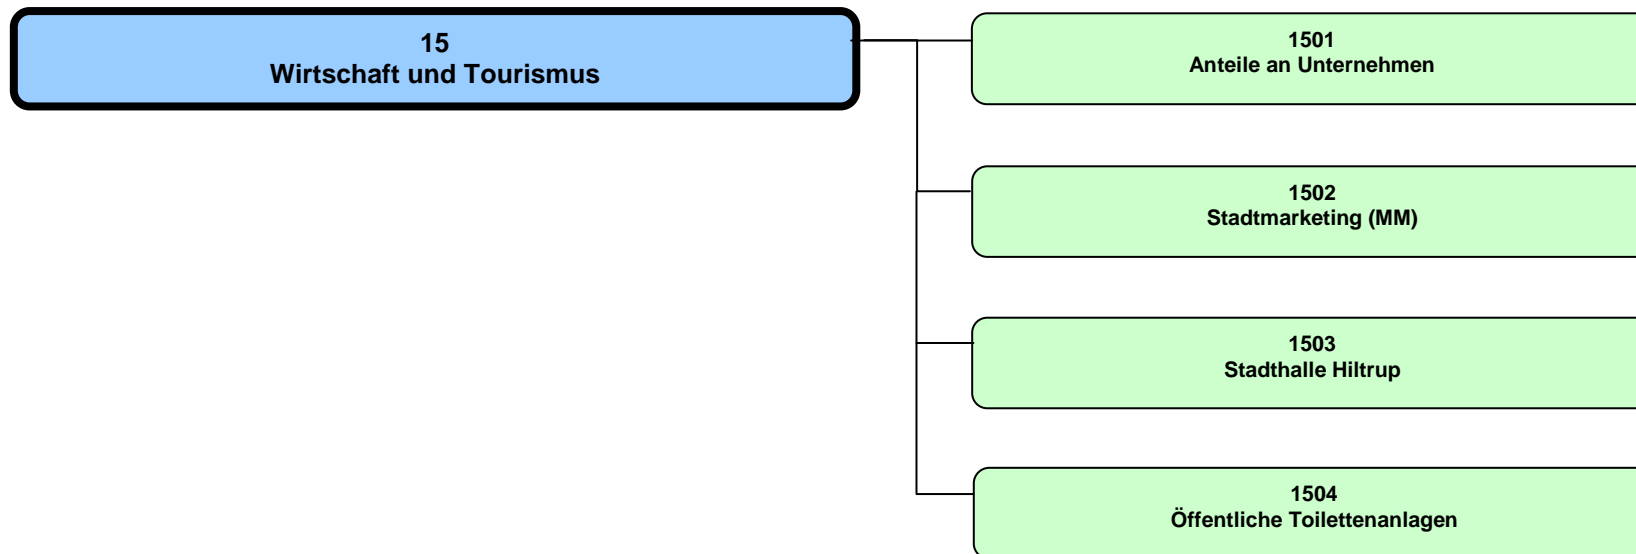 15
Wirtschaft und Tourismus
1501
Anteile an Unternehmen
1502
Stadtmarketing (MM)
1503
Stadthalle Hiltrup
1504
Öffentliche Toilettenanlagen